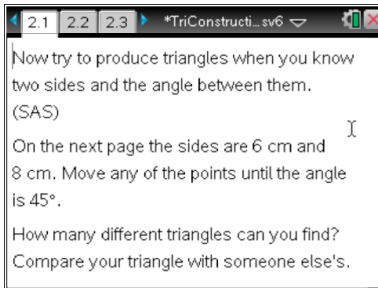 2.1 2.2 2.3 *TriConstructi…sv6
Now try to produce triangles when you know
two sides and the angle between them.
(SAS)
On the next page the sides are 6 cm and
8 cm. Move any of the points until the angle
is 45°.
How many different triangles can you find?
Compare your triangle with someone else's.